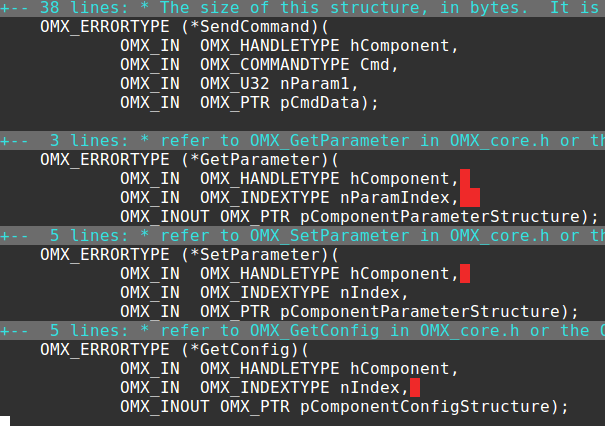 +-- 38 lines: * The size of this structure, in bytes.  It is
    OMX_ERRORTYPE (*SendCommand)(
            OMX_IN  OMX_HANDLETYPE hComponent,
            OMX_IN  OMX_COMMANDTYPE Cmd,
            OMX_IN  OMX_U32 nParam1,
            OMX_IN  OMX_PTR pCmdData);
+--  3 lines: * refer to OMX_GetParameter in OMX_core.h or th
    OMX_ERRORTYPE (*GetParameter)(
            OMX_IN  OMX_HANDLETYPE hComponent,
            OMX_IN  OMX_INDEXTYPE nParamIndex,
            OMX_INOUT OMX_PTR pComponentParameterStructure);
+--  5 lines: * refer to OMX_SetParameter in OMX_core.h or th
    OMX_ERRORTYPE (*SetParameter)(
            OMX_IN  OMX_HANDLETYPE hComponent,
            OMX_IN  OMX_INDEXTYPE nIndex,
            OMX_IN  OMX_PTR pComponentParameterStructure);
+--  5 lines: * refer to OMX_GetConfig in OMX_core.h or the O
    OMX_ERRORTYPE (*GetConfig)(
            OMX_IN  OMX_HANDLETYPE hComponent,
            OMX_IN  OMX_INDEXTYPE nIndex,
            OMX_INOUT OMX_PTR pComponentConfigStructure);